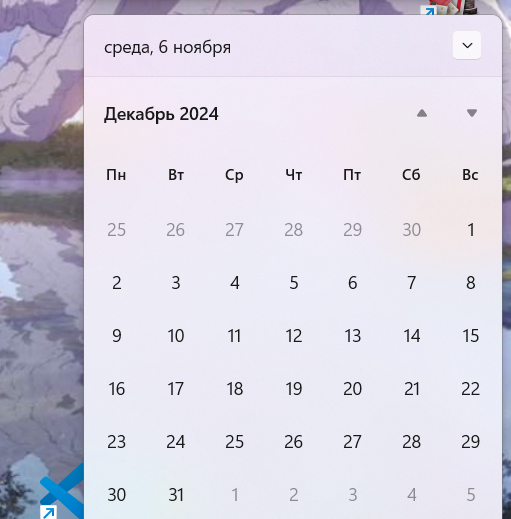 среда, 6 ноября
Декабрь 2024
Пн Вт Ср Чт Пт Сб Вс
25 26 27 28 29 30 1
2 3 4 5 6 7 8
9 10 11 12 13 14 15
16 17 18 19 20 21 22
23 24 25 26 27 28 29
30 31 1 2 3 4 5